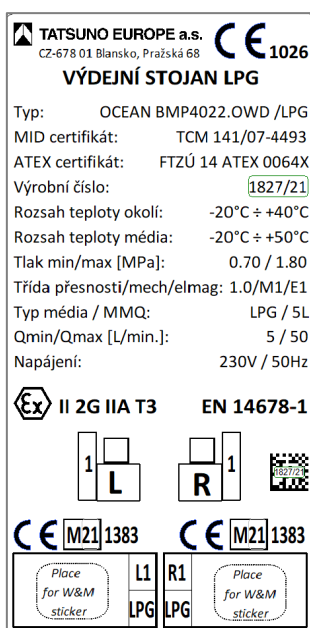 TATSUNO EUROPE a.s.
CZ-678 01 Blansko, Pražská 68
CE 1026
VÝDEJNÍ STOJAN LPG
Typ: OCEAN BMP4022.OWD /LPG
MID certifikát: TCM 141/07-4493
ATEX certifikát: FTZÚ 14 ATEX 0064X
Výrobní číslo: 1827/21
Rozsah teploty okolí: -20°C ÷ +40°C
Rozsah teploty média: -20°C ÷ +50°C
Tlak min/max [MPa]: 0.70 / 1.80
Třída přesnosti/mech/elmag: 1.0/M1/E1
Typ média / MMQ: LPG / 5L
Qmin/Qmax [L/min.]: 5 / 50
Napájení: 230V / 50Hz
Ex II 2G IIA T3 EN 14678-1
1 L R 1 1827/21
CE M21 1383 CE M21 1383
Place for W&M sticker
L1
LPG
R1
LPG
Place for W&M sticker